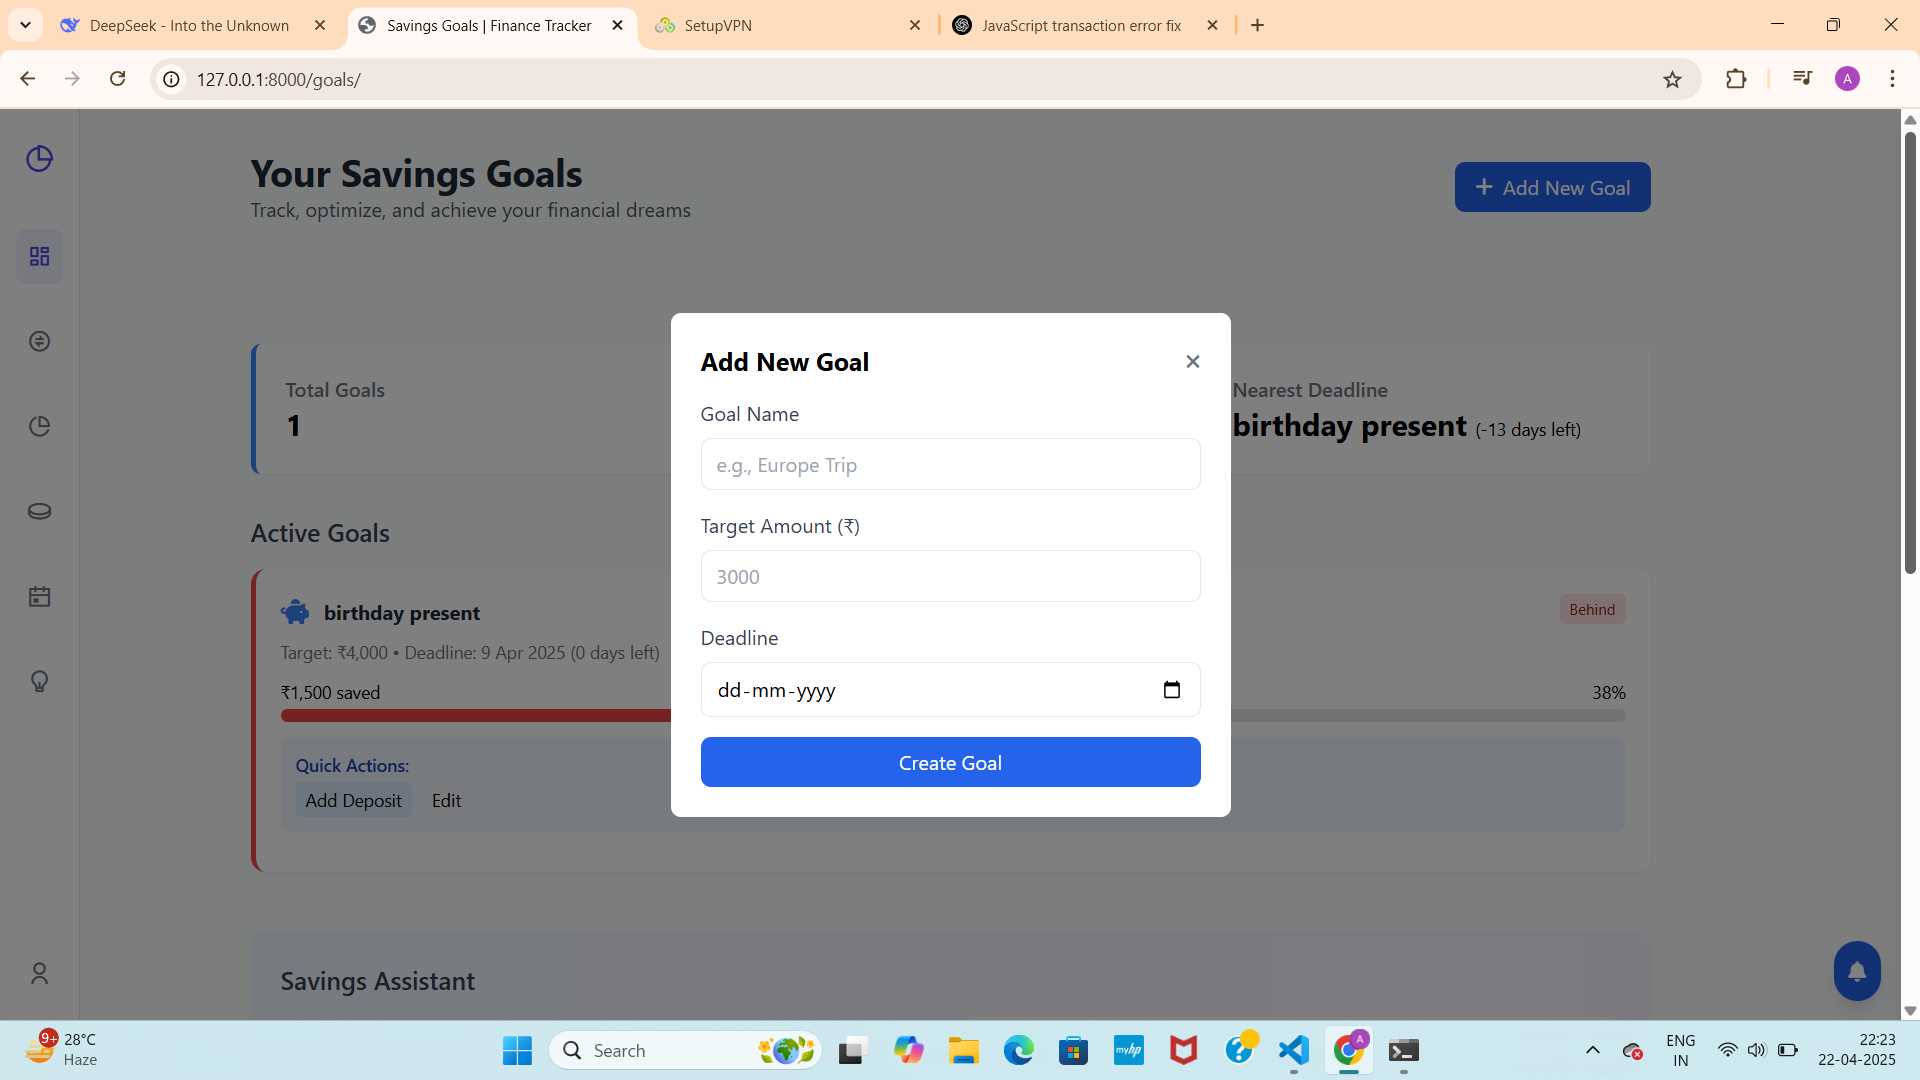 DeepSeek - Into the Unknown
Savings Goals | Finance Tracker
SetupVPN
JavaScript transaction error fix
127.0.0.1:8000/goals/
A
Your Savings Goals
Track, optimize, and achieve your financial dreams
+ Add New Goal
Total Goals
1
Nearest Deadline
birthday present (-13 days left)
Active Goals
birthday present
Behind
Target: ₹4,000 • Deadline: 9 Apr 2025 (0 days left)
₹1,500 saved
38%
Quick Actions:
Add Deposit Edit
Savings Assistant
Add New Goal
Goal Name
e.g., Europe Trip
Target Amount (₹)
3000
Deadline
dd-mm-yyyy
Create Goal
9+
28°C
Haze
Search
myhp
A
ENG
IN
22:23
22-04-2025